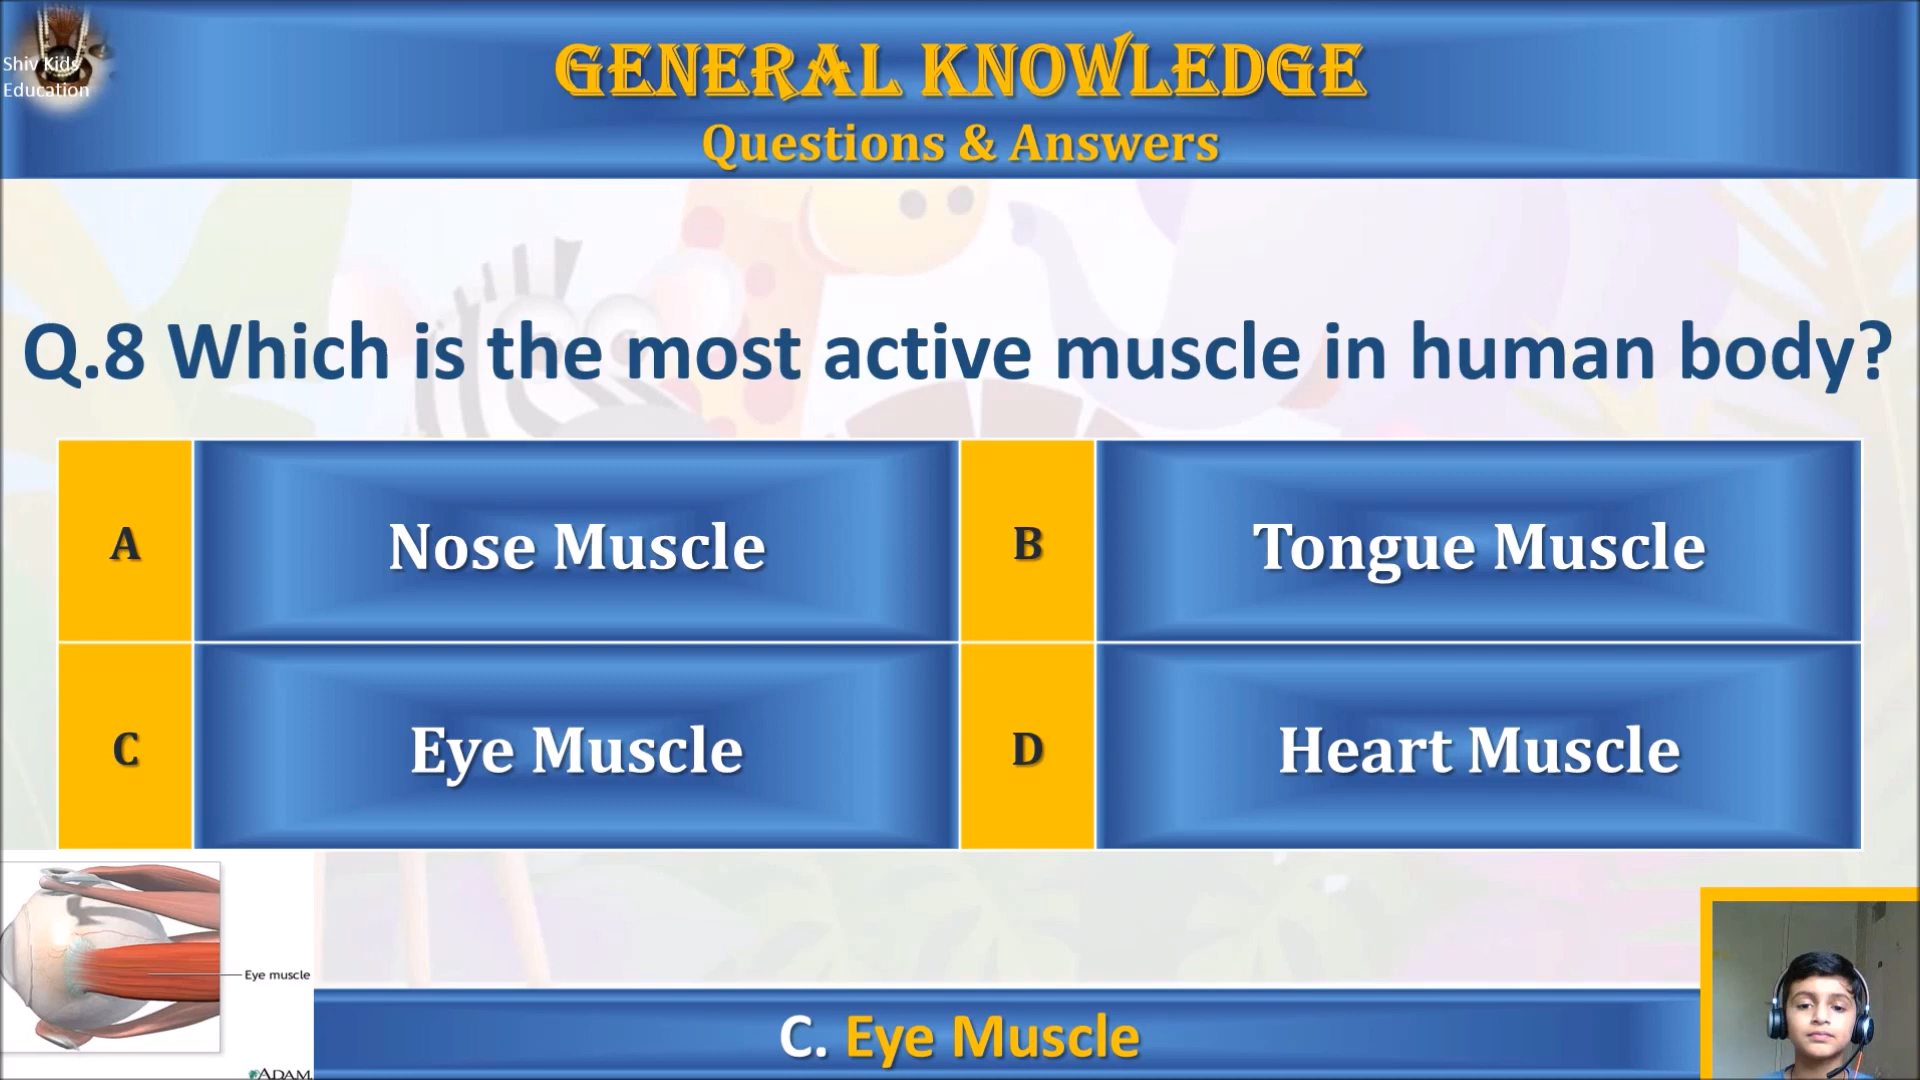 Shiv Kids
Education
GENERAL KNOWLEDGE
Questions & Answers
Q.8 Which is the most active muscle in human body?
A
Nose Muscle
B
Tongue Muscle
C
Eye Muscle
D
Heart Muscle
Eye muscle
ADAM.
C. Eye Muscle